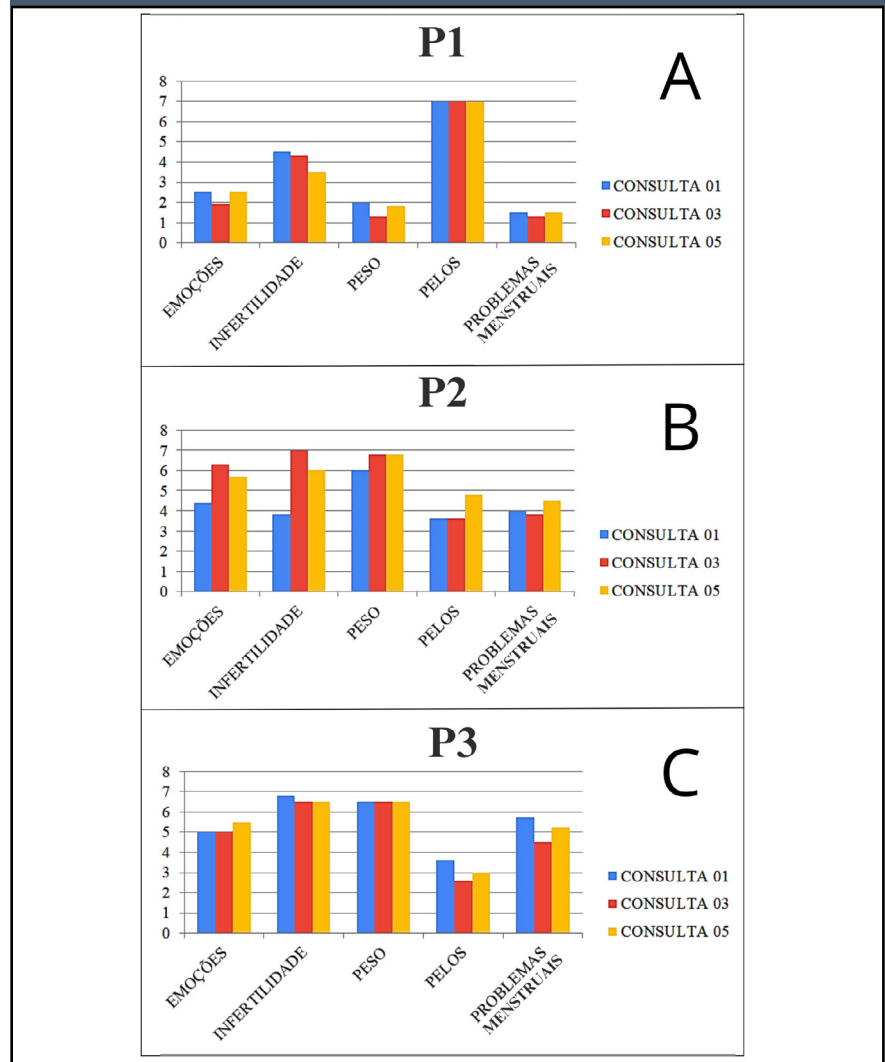 P1
A
8
7
6
5
4
3
2
1
0
EMOÇÕES
INFERTILIDADE
PESO
PELOS
PROBLEMAS
MENSTRUAIS
CONSULTA 01
CONSULTA 03
CONSULTA 05
P2
B
8
7
6
5
4
3
2
1
0
EMOÇÕES
INFERTILIDADE
PESO
PELOS
PROBLEMAS
MENSTRUAIS
CONSULTA 01
CONSULTA 03
CONSULTA 05
P3
C
8
7
6
5
4
3
2
1
0
EMOÇÕES
INFERTILIDADE
PESO
PELOS
PROBLEMAS
MENSTRUAIS
CONSULTA 01
CONSULTA 03
CONSULTA 05